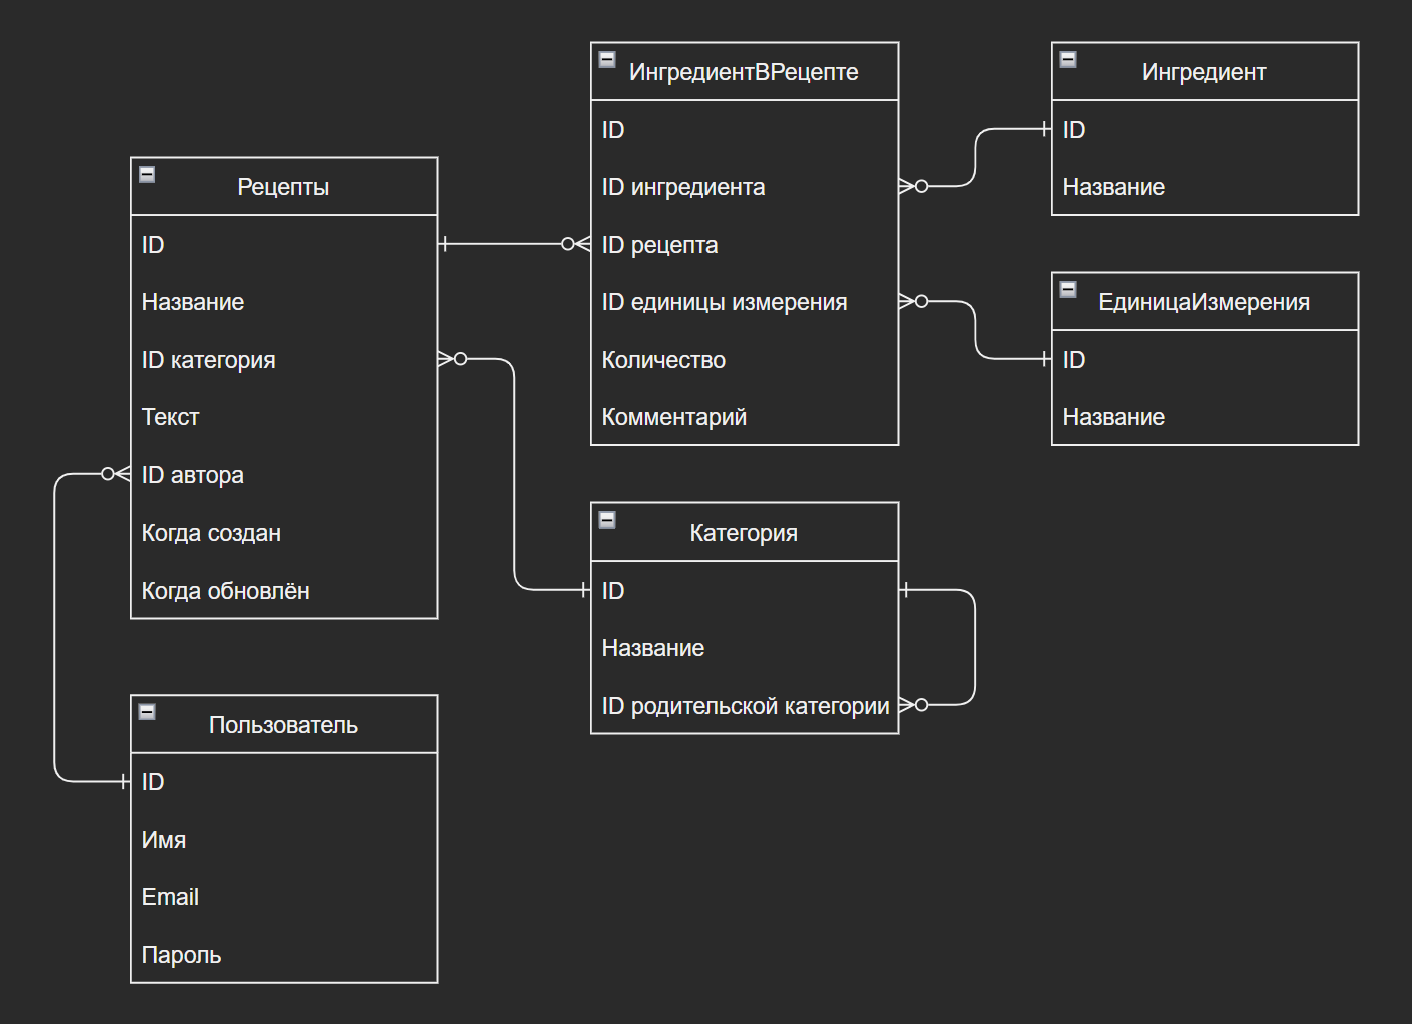 Рецепты
ID
Название
ID категория
Текст
ID автора
Когда создан
Когда обновлён
Пользователь
ID
Имя
Email
Пароль
ИнгредиентВРецепте
ID
ID ингредиента
ID рецепта
ID единицы измерения
Количество
Комментарий
Категория
ID
Название
ID родительской категории
Ингредиент
ID
Название
ЕдиницаИзмерения
ID
Название